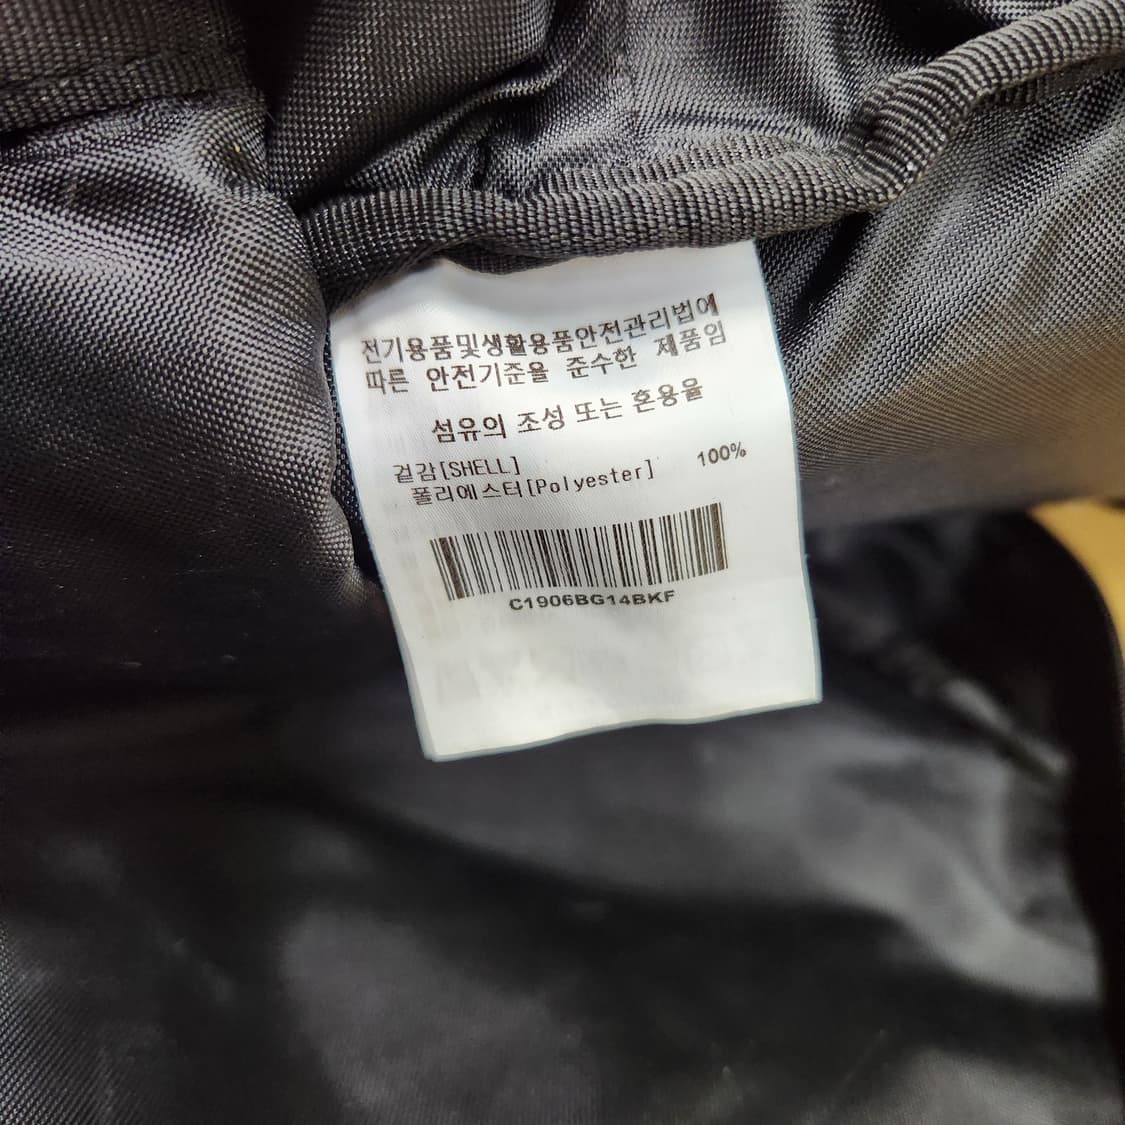 전기용품및생활용품안전관리법에
따른 안전기준을 준수한 제품임
섬유의 조성 또는 혼용율
겉감[SHELL]
폴리에스터[Polyester] 100%
C1906BG14BKF